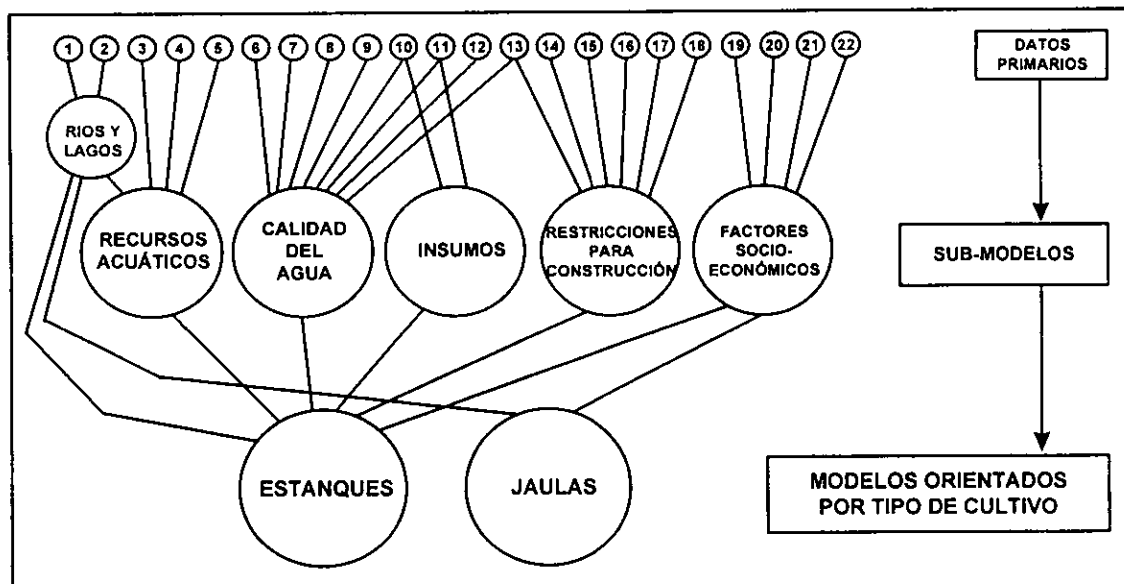 1 2 3 4 5 6 7 8 9 10 11 12 13 14 15 16 17 18 19 20 21 22
DATOS
PRIMARIOS
RIOS Y
LAGOS
RECURSOS
ACUÁTICOS
CALIDAD
DEL
AGUA
INSUMOS
RESTRICCIONES
PARA
CONSTRUCCIÓN
FACTORES
SOCIO-
ECONÓMICOS
SUB-MODELOS
ESTANQUES
JAULAS
MODELOS ORIENTADOS
POR TIPO DE CULTIVO